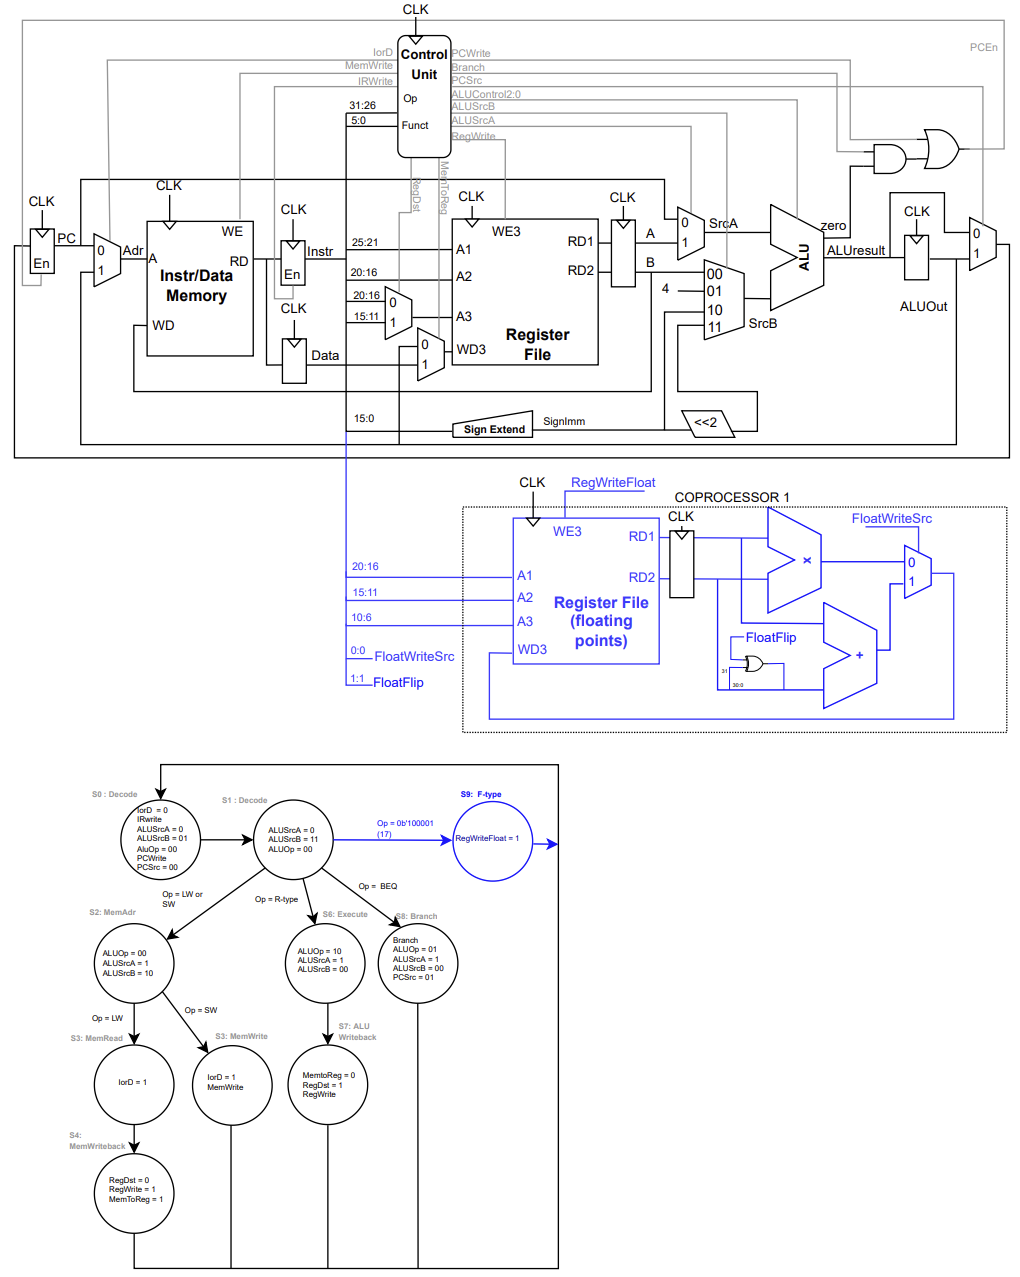 CLK
Control
Unit
Op
Funct
IorD
MemWrite
IRWrite
PCWrite
Branch
PCSrc
ALUControl2:0
ALUSrcB
ALUSrcA
RegWrite
RegDst
MemToReg
PCEn
31:26
5:0
CLK
PC
En
0
1
Adr
CLK
WE
A
RD
Instr/Data
Memory
WD
CLK
Instr
En
CLK
Data
25:21
20:16
20:16
15:11
0
1
0
1
15:0
CLK
WE3
A1
RD1
A2
RD2
A3
Register
File
WD3
CLK
A
B
4
0
1
SrcA
00
01
10
11
SrcB
ALU
zero
ALUresult
CLK
ALUOut
0
1
Sign Extend
SignImm
<<2
CLK
RegWriteFloat
COPROCESSOR 1
WE3
CLK
FloatWriteSrc
RD1
RD2
20:16
A1
15:11
A2
10:6
A3
Register File
(floating
points)
WD3
0:0
FloatWriteSrc
1:1
FloatFlip
x
0
1
FloatFlip
31
30:0
+
S0 : Decode
IorD = 0
IRwrite
ALUSrcA = 0
ALUSrcB = 01
AluOp = 00
PCWrite
PCSrc = 00
S1 : Decode
ALUSrcA = 0
ALUSrcB = 11
ALUOp = 00
Op = 0b'100001
(17)
S9: F-type
RegWriteFloat = 1
Op = LW or
SW
Op = R-type
Op = BEQ
S2: MemAdr
ALUOp = 00
ALUSrcA = 1
ALUSrcB = 10
S6: Execute
ALUOp = 10
ALUSrcA = 1
ALUSrcB = 00
S8: Branch
Branch
ALUOp = 01
ALUSrcA = 1
ALUSrcB = 00
PCSrc = 01
Op = LW
Op = SW
S3: MemRead
IorD = 1
S3: MemWrite
IorD = 1
MemWrite
S7: ALU
Writeback
MemtoReg = 0
RegDst = 1
RegWrite
S4:
MemWriteback
RegDst = 0
RegWrite = 1
MemToReg = 1